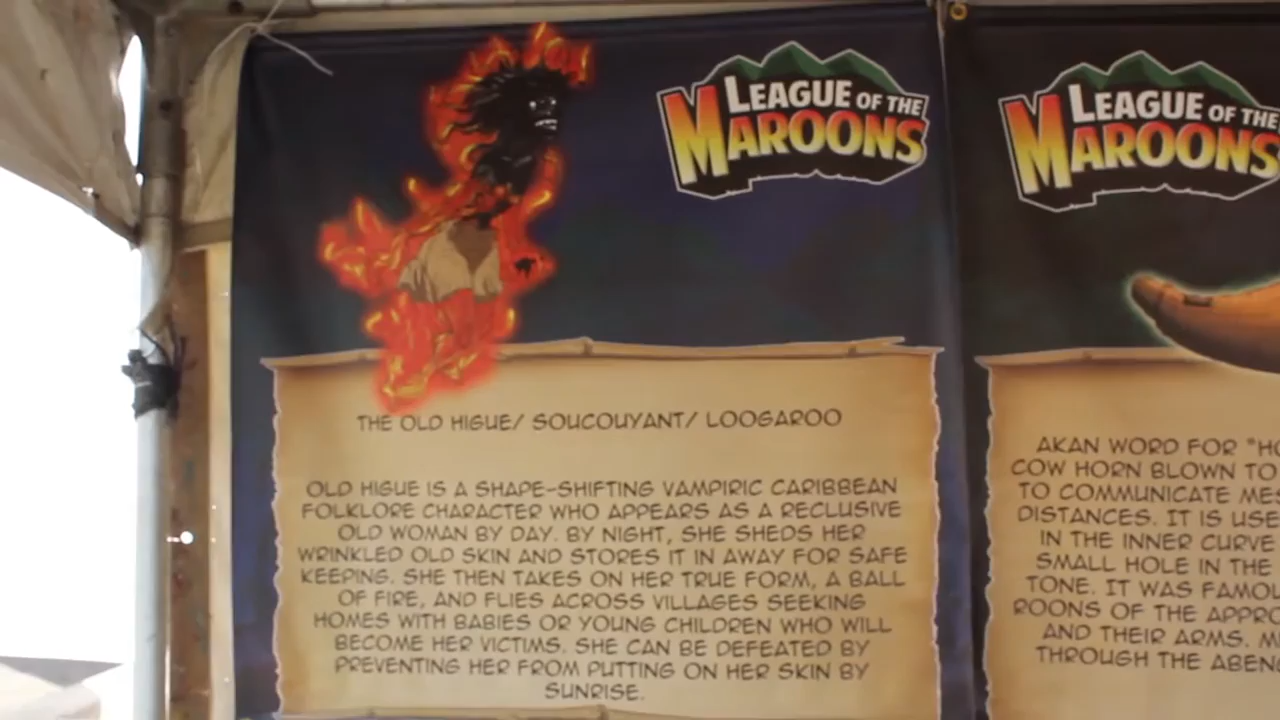 LEAGUE OF THE
MAROONS
THE OLD HIGUE/ SOUCOUYANT/ LOOGAROO
OLD HIGUE IS A SHAPE-SHIFTING VAMPIRIC CARIBBEAN
FOLKLORE CHARACTER WHO APPEARS AS A RECLUSIVE
OLD WOMAN BY DAY. BY NIGHT, SHE SHEDS HER
WRINKLED OLD SKIN AND STORES IT IN AWAY FOR SAFE
KEEPING. SHE THEN TAKES ON HER TRUE FORM, A BALL
OF FIRE, AND FLIES ACROSS VILLAGES SEEKING
HOMES WITH BABIES OR YOUNG CHILDREN WHO WILL
BECOME HER VICTIMS. SHE CAN BE DEFEATED BY
PREVENTING HER FROM PUTTING ON HER SKIN BY
SUNRISE.
LEAGUE OF THE
MAROONS
AKAN WORD FOR "HO
COW HORN BLOWN TO
TO COMMUNICATE MES
DISTANCES. IT IS USE
IN THE INNER CURVE
SMALL HOLE IN THE
TONE. IT WAS FAMOU
ROONS OF THE APPRO
AND THEIR ARMS. M
THROUGH THE ABENG